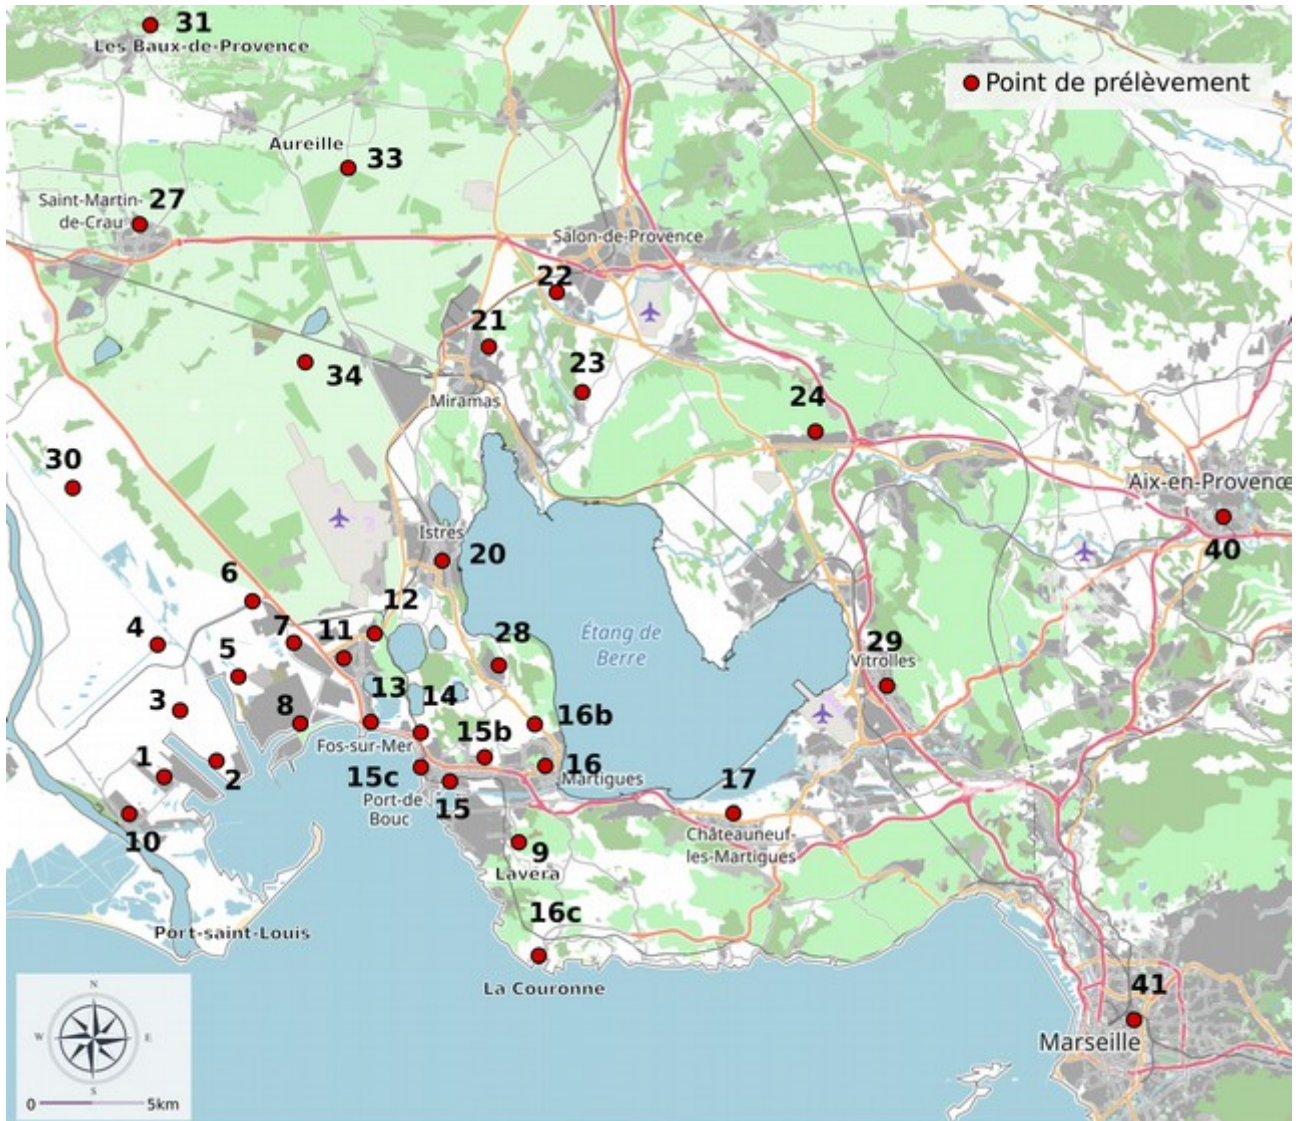 31
Les Baux-de-Provence
Point de prélèvement
Aureille
33
Saint-Martin-
de-Crau
27
Salon-de-Provence
22
21
23
34
Miramas
24
30
Aix-en-Provence
40
Istres
20
6
12
4
7
11
28
Étang de
Berre
29
Vitrolles
5
3
8
13
14
16b
Fos-sur-Mer
15b
1
2
15c
16
Martigues
Port-de
Bouc
15
17
10
Châteauneuf-
les-Martigues
9
Lavéra
16c
Port-saint-Louis
La Couronne
41
Marseille
N
W
E
S
0
5km